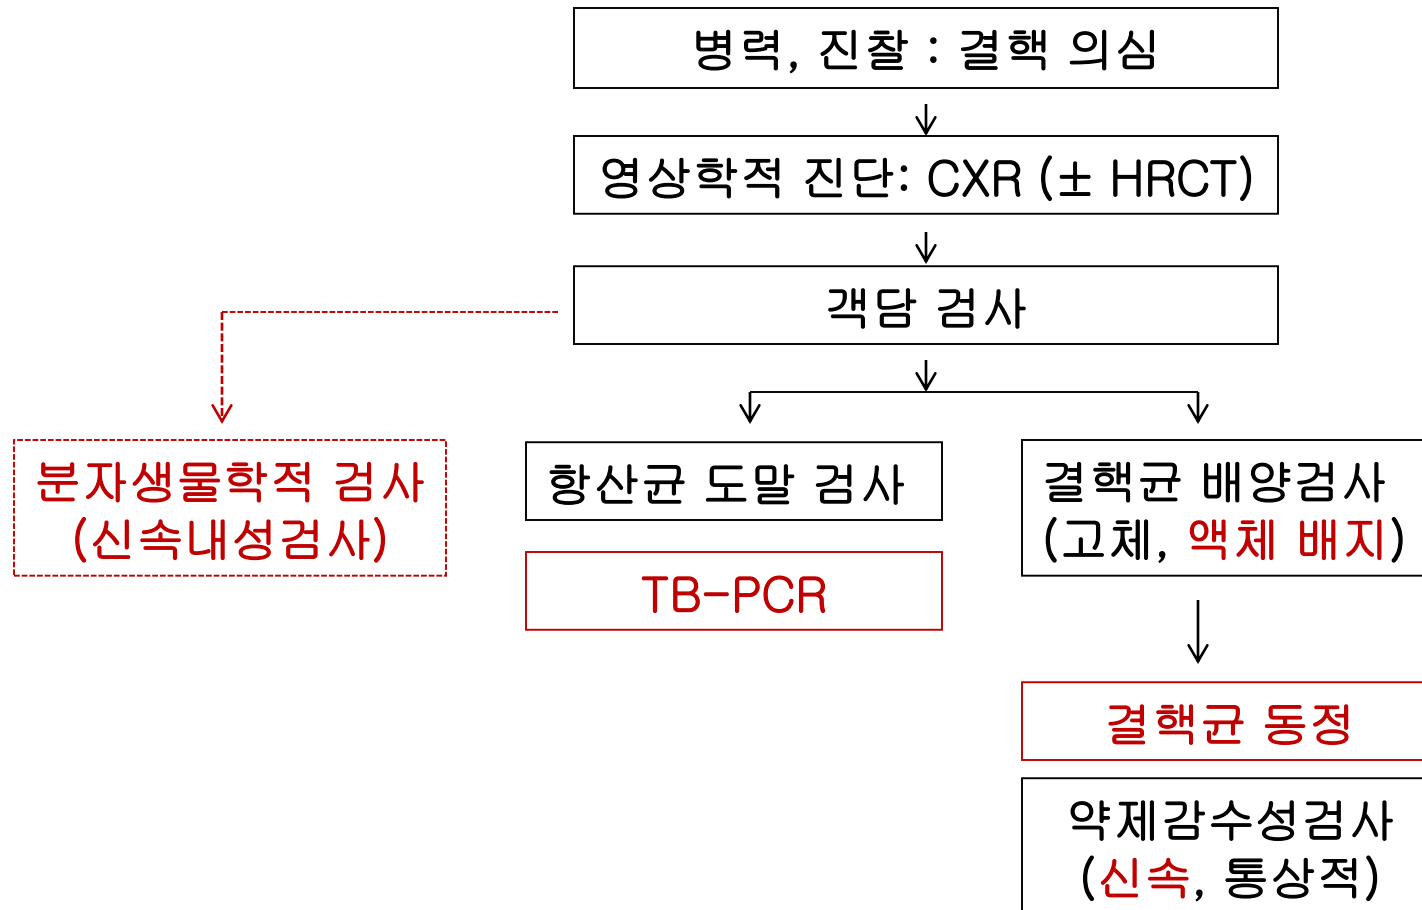 병력, 진찰 : 결핵 의심
영상학적 진단: CXR (± HRCT)
객담 검사
분자생물학적 검사
(신속내성검사)
항산균 도말 검사
TB-PCR
결핵균 배양검사
(고체, 액체 배지)
결핵균 동정
약제감수성검사
(신속, 통상적)